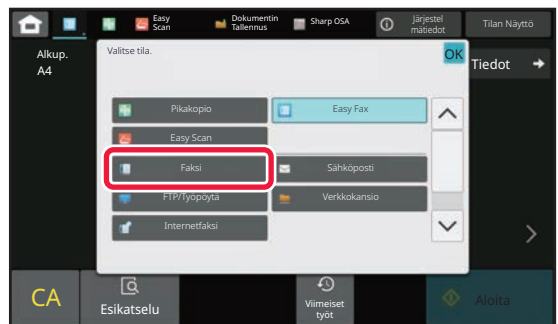 Easy
Scan
Dokumentin
Tallennus
Sharp OSA
Järjestel
mätiedot
Tilan Näyttö
Alkup.
A4
Valitse tila.
OK
Tiedot
Pikakopio
Easy Fax
Easy Scan
Faksi
Sähköposti
FTP/Työpöytä
Verkkokansio
Internetfaksi
CA
Esikatselu
Viimeiset
työt
Aloita